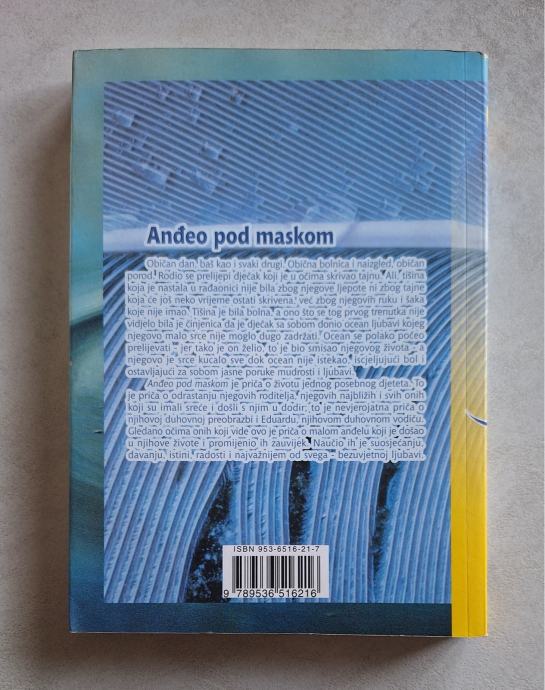 Anđeo pod maskom
Običan dan, baš kao i svaki drugi. Obična bolnica i naizgled, običan
porod. Rodio se prelijepi dječak koji je u očima skrivao tajnu. Ali, tišina
koja je nastala u rađaonici nije bila zbog njegove ljepote ni zbog tajne
koja će još neko vrijeme ostati skrivena, već zbog njegovih ruku i šaka
koje nije imao. Tišina je bila bolna, a ono što se tog prvog trenutka nije
vidjelo bila je činjenica da je dječak sa sobom donio ocean ljubavi kojeg
njegovo malo srce nije moglo dugo zadržati. Ocean se polako počeo
prelijevati - jer tako je on želio, to je bio smisao njegovog života - a
njegovo je srce kucalo sve dok ocean nije istekao, iscjeljujući bol i
ostavljajući za sobom jasne poruke mudrosti i ljubavi.
Anđeo pod maskom je priča o životu jednog posebnog djeteta. To
je priča o odrastanju njegovih roditelja, njegovih najbližih i svih onih
koji su imali sreće i došli s njim u dodir, to je nevjerojatna priča o
njihovoj duhovnoj preobrazbi i Eduardu, njihovom duhovnom vodiču.
Gledano očima onih koji vide ovo je priča o malom anđelu koji je došao
u njihove živote i promijenio ih zauvijek. Naučio ih je suosjećanju,
davanju, istini, radosti i najvažnijem od svega - bezuvjetnoj ljubavi.
ISBN 953-6516-21-7
9 789536 516216